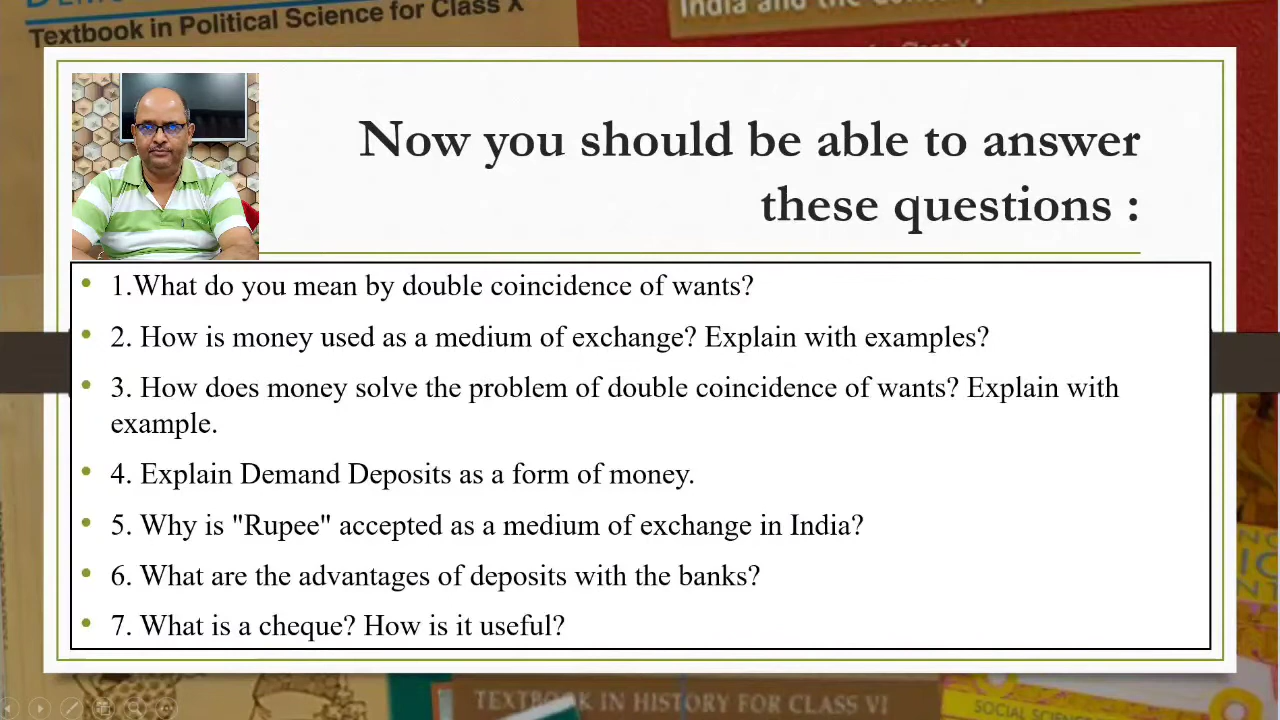 Textbook in Political Science for Class X
Now you should be able to answer
these questions :
• 1.What do you mean by double coincidence of wants?
• 2. How is money used as a medium of exchange? Explain with examples?
• 3. How does money solve the problem of double coincidence of wants? Explain with
example.
• 4. Explain Demand Deposits as a form of money.
• 5. Why is "Rupee" accepted as a medium of exchange in India?
• 6. What are the advantages of deposits with the banks?
• 7. What is a cheque? How is it useful?
TEXTBOOK IN HISTORY FOR CLASS VI
SOCIAL